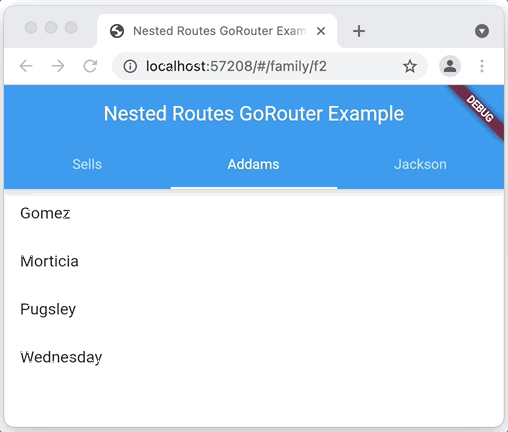 Nested Routes GoRouter Exam
localhost:57208/#/family/f2
DEBUG
Nested Routes GoRouter Example
Sells Addams Jackson
Gomez
Morticia
Pugsley
Wednesday